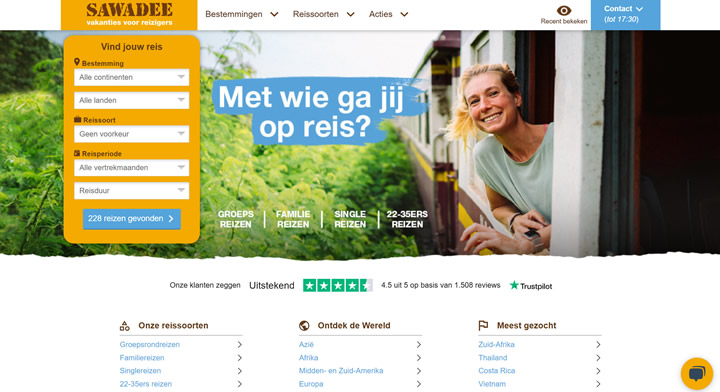 SAWADEE
vakanties voor reizigers
Bestemmingen
Reissoorten
Acties
Recent bekeken
Contact
(tot 17:30)
Vind jouw reis
Bestemming
Alle continenten
Alle landen
Reissoort
Geen voorkeur
Reisperiode
Alle vertrekmaanden
Reisduur
228 reizen gevonden
Met wie ga jij
op reis?
GROEPS
REIZEN
FAMILIE
REIZEN
SINGLE
REIZEN
22-35ERS
REIZEN
Onze klanten zeggen Uitstekend 4.5 uit 5 op basis van 1.508 reviews Trustpilot
Onze reissoorten
Groepsrondreizen
Familiereizen
Singlereizen
22-35ers reizen
Ontdek de Wereld
Azië
Afrika
Midden- en Zuid-Amerika
Europa
Meest gezocht
Zuid-Afrika
Thailand
Costa Rica
Vietnam